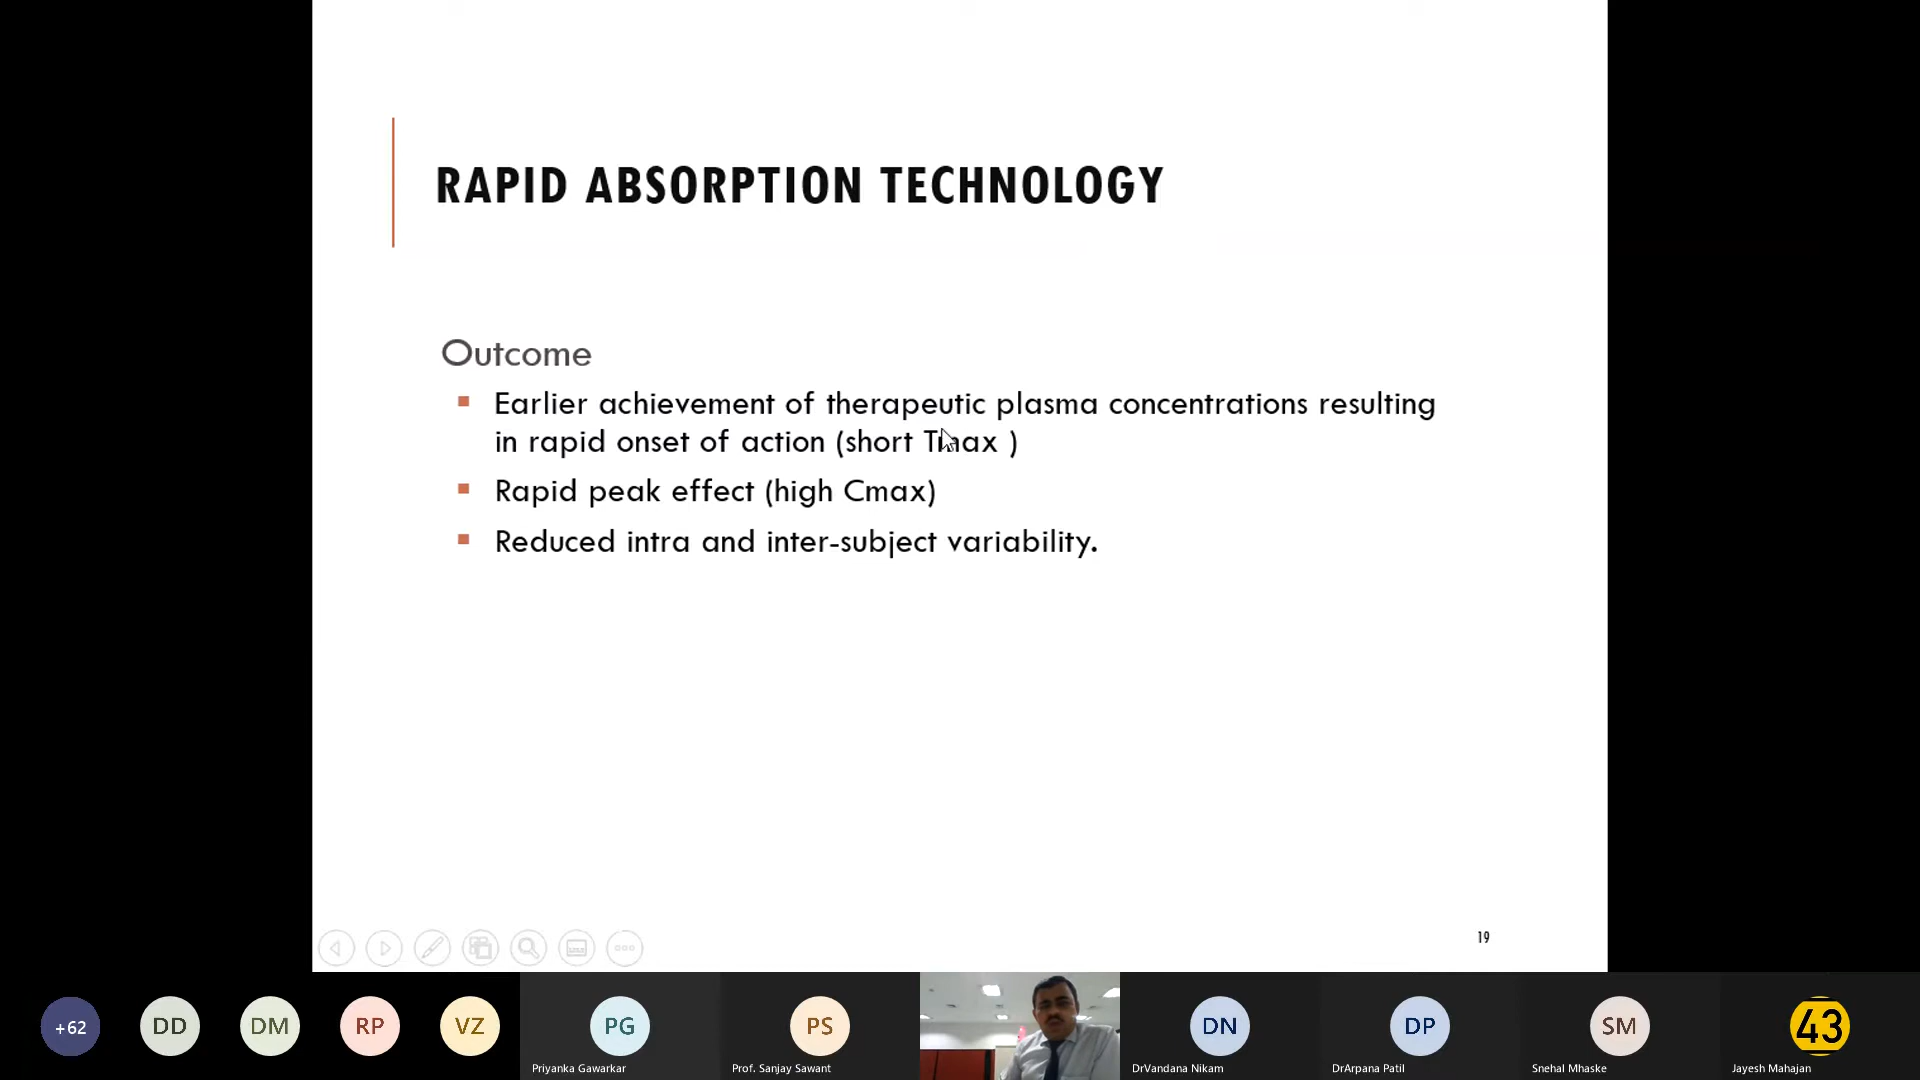 RAPID ABSORPTION TECHNOLOGY
Outcome
Earlier achievement of therapeutic plasma concentrations resulting
in rapid onset of action (short Tmax )
Rapid peak effect (high Cmax)
Reduced intra and inter-subject variability.
19
+62
DD
DM
RP
VZ
PG
PS
DN
DP
SM
43
Priyanka Gawarkar
Prof. Sanjay Sawant
DrVandana Nikam
DrArpana Patil
Snehal Mhaske
Jayesh Mahajan